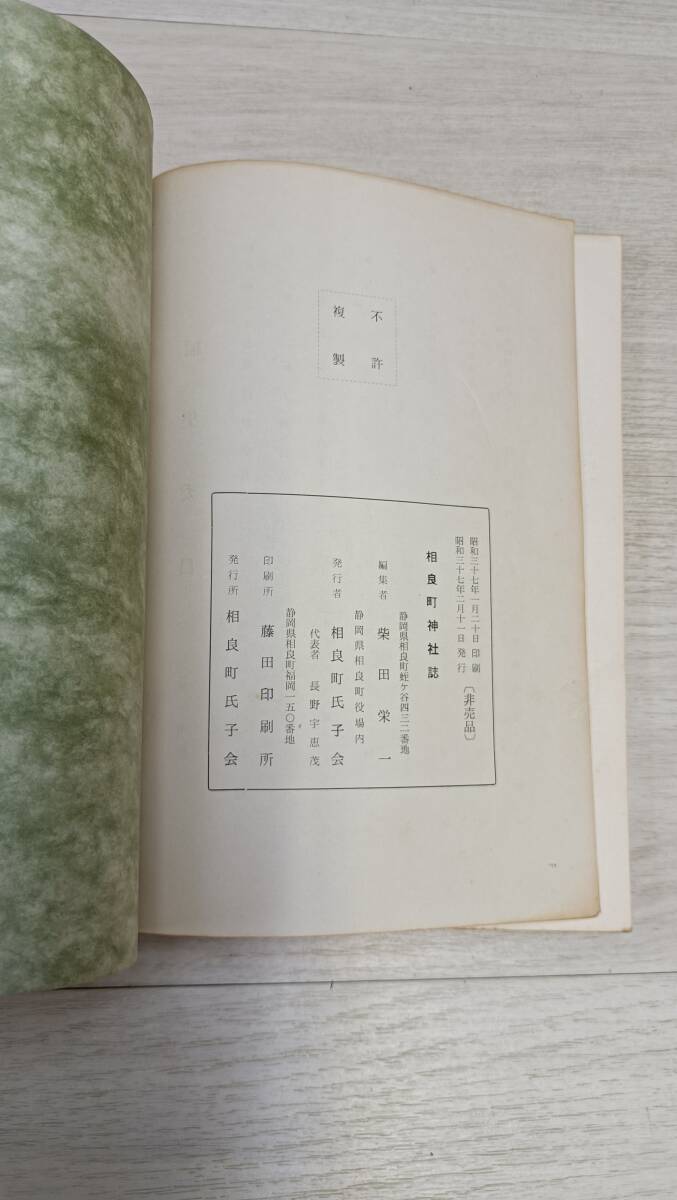 不許
複製
昭和三十七年一月二十日 印刷
昭和三十七年二月十一日 発行
〔非売品〕
相良町神社誌
静岡県相良町蛭ケ谷四三二番地
編集者 柴田栄一
静岡県相良町役場内
発行者 相良町氏子会
代表者 長野宇恵茂
静岡県相良町福岡一五〇番地
印刷所 藤田印刷所
発行所 相良町氏子会